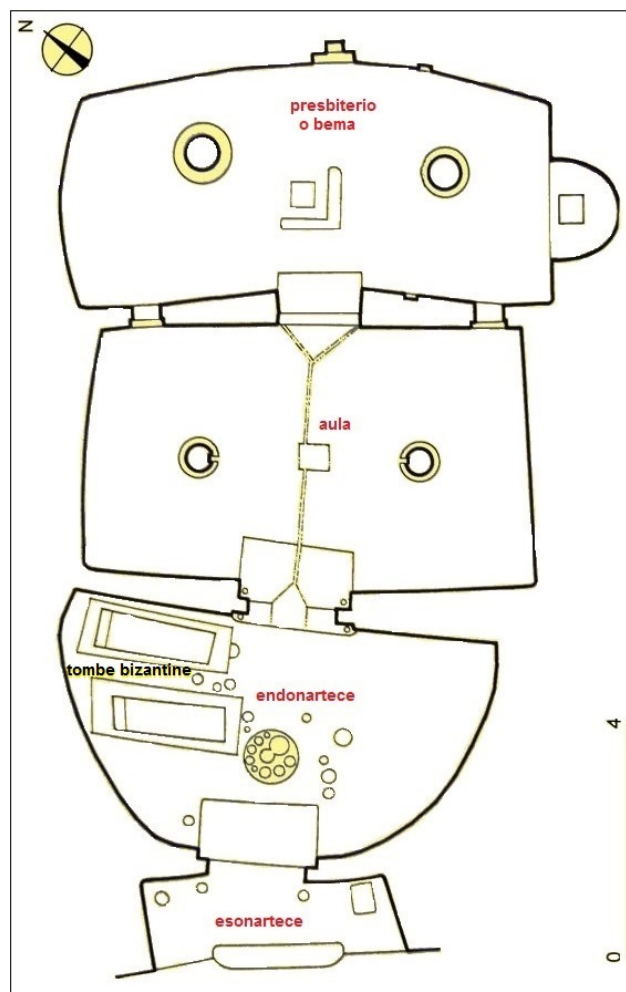 N
presbiterio
o bema
aula
tombe bizantine
endonartece
4
esonartece
0